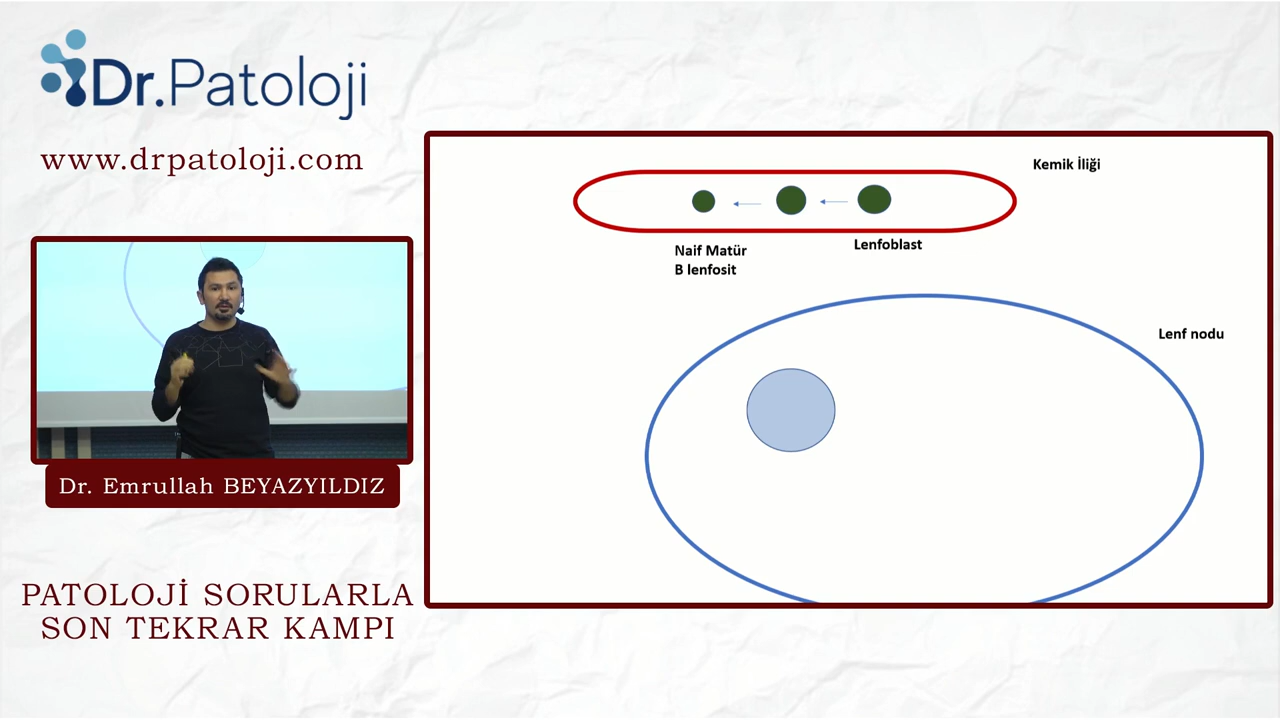 Dr.Patoloji
www.drpatoloji.com
Dr. Emrullah BEYAZYILDIZ
PATOLOJİ SORULARLA
SON TEKRAR KAMPI
Kemik İliği
Naif Matür
B lenfosit
Lenfoblast
Lenf nodu